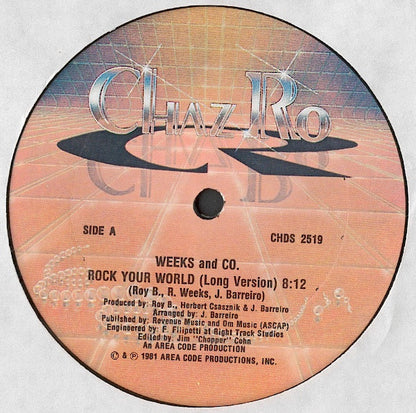 Chaz Ro
SIDE A
CHDS 2519
WEEKS and CO.
ROCK YOUR WORLD (Long Version) 8:12
(Roy B., R. Weeks, J. Barreiro)
Produced by: Roy B., Herbert Csasznik & J. Barreiro
Arranged by: J. Barreiro
Published by: Revenue Music and Om Music (ASCAP)
Engineered by: F. Filipetti at Right Track Studios
Edited by: Jim "Chopper" Cohn
An AREA CODE PRODUCTION
© & ℗ 1981 AREA CODE PRODUCTIONS, INC.